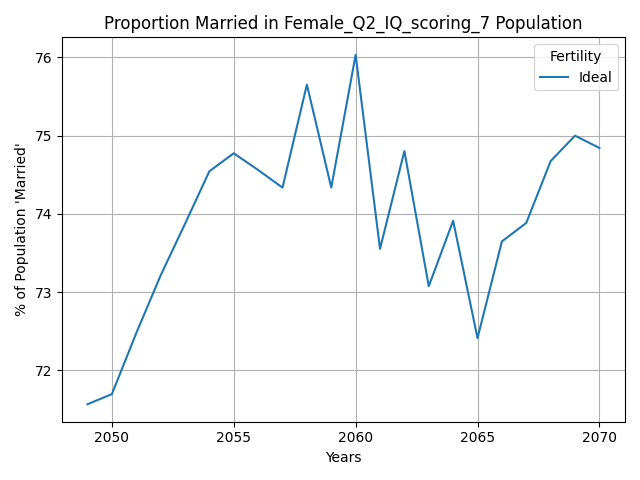 Proportion Married in Female_Q2_IQ_scoring_7 Population
Fertility
Ideal
% of Population 'Married'
76
75
74
73
72
2050
2055
2060
2065
2070
Years